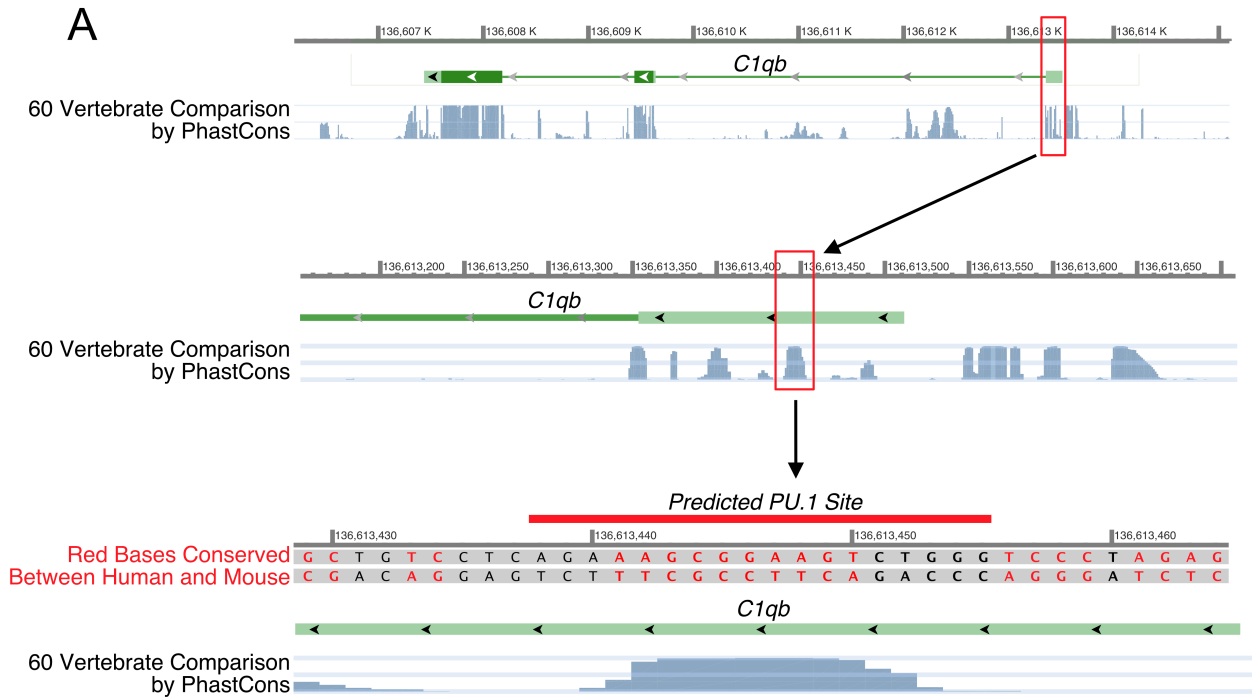 A
136,607 K 136,608 K 136,609 K 136,610 K 136,611 K 136,612 K 136,613 K 136,614 K
C1qb
60 Vertebrate Comparison
by PhastCons
136,613,200 136,613,250 136,613,300 136,613,350 136,613,400 136,613,450 136,613,500 136,613,550 136,613,600 136,613,650
C1qb
60 Vertebrate Comparison
by PhastCons
Predicted PU.1 Site
136,613,430 136,613,440 136,613,450 136,613,460
Red Bases Conserved G C T G T C C T C A G A A A G C G G A A G T C T G G G T C C C T A G A G
Between Human and Mouse C G A C A G G A G T C T T T C G C C T T C A G A C C C A G G G A T C T C
C1qb
60 Vertebrate Comparison
by PhastCons